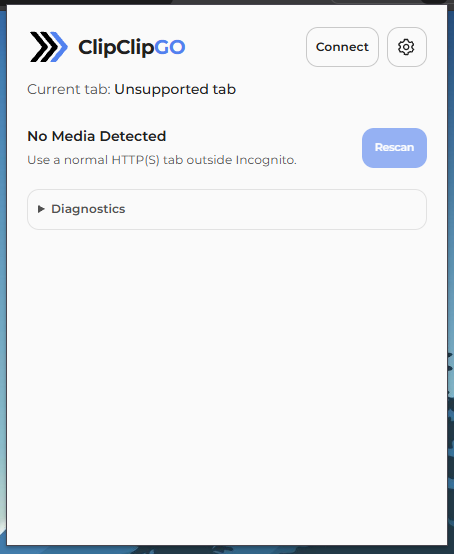 ClipClipGO
Connect
Current tab: Unsupported tab
No Media Detected
Use a normal HTTP(S) tab outside Incognito.
Rescan
Diagnostics